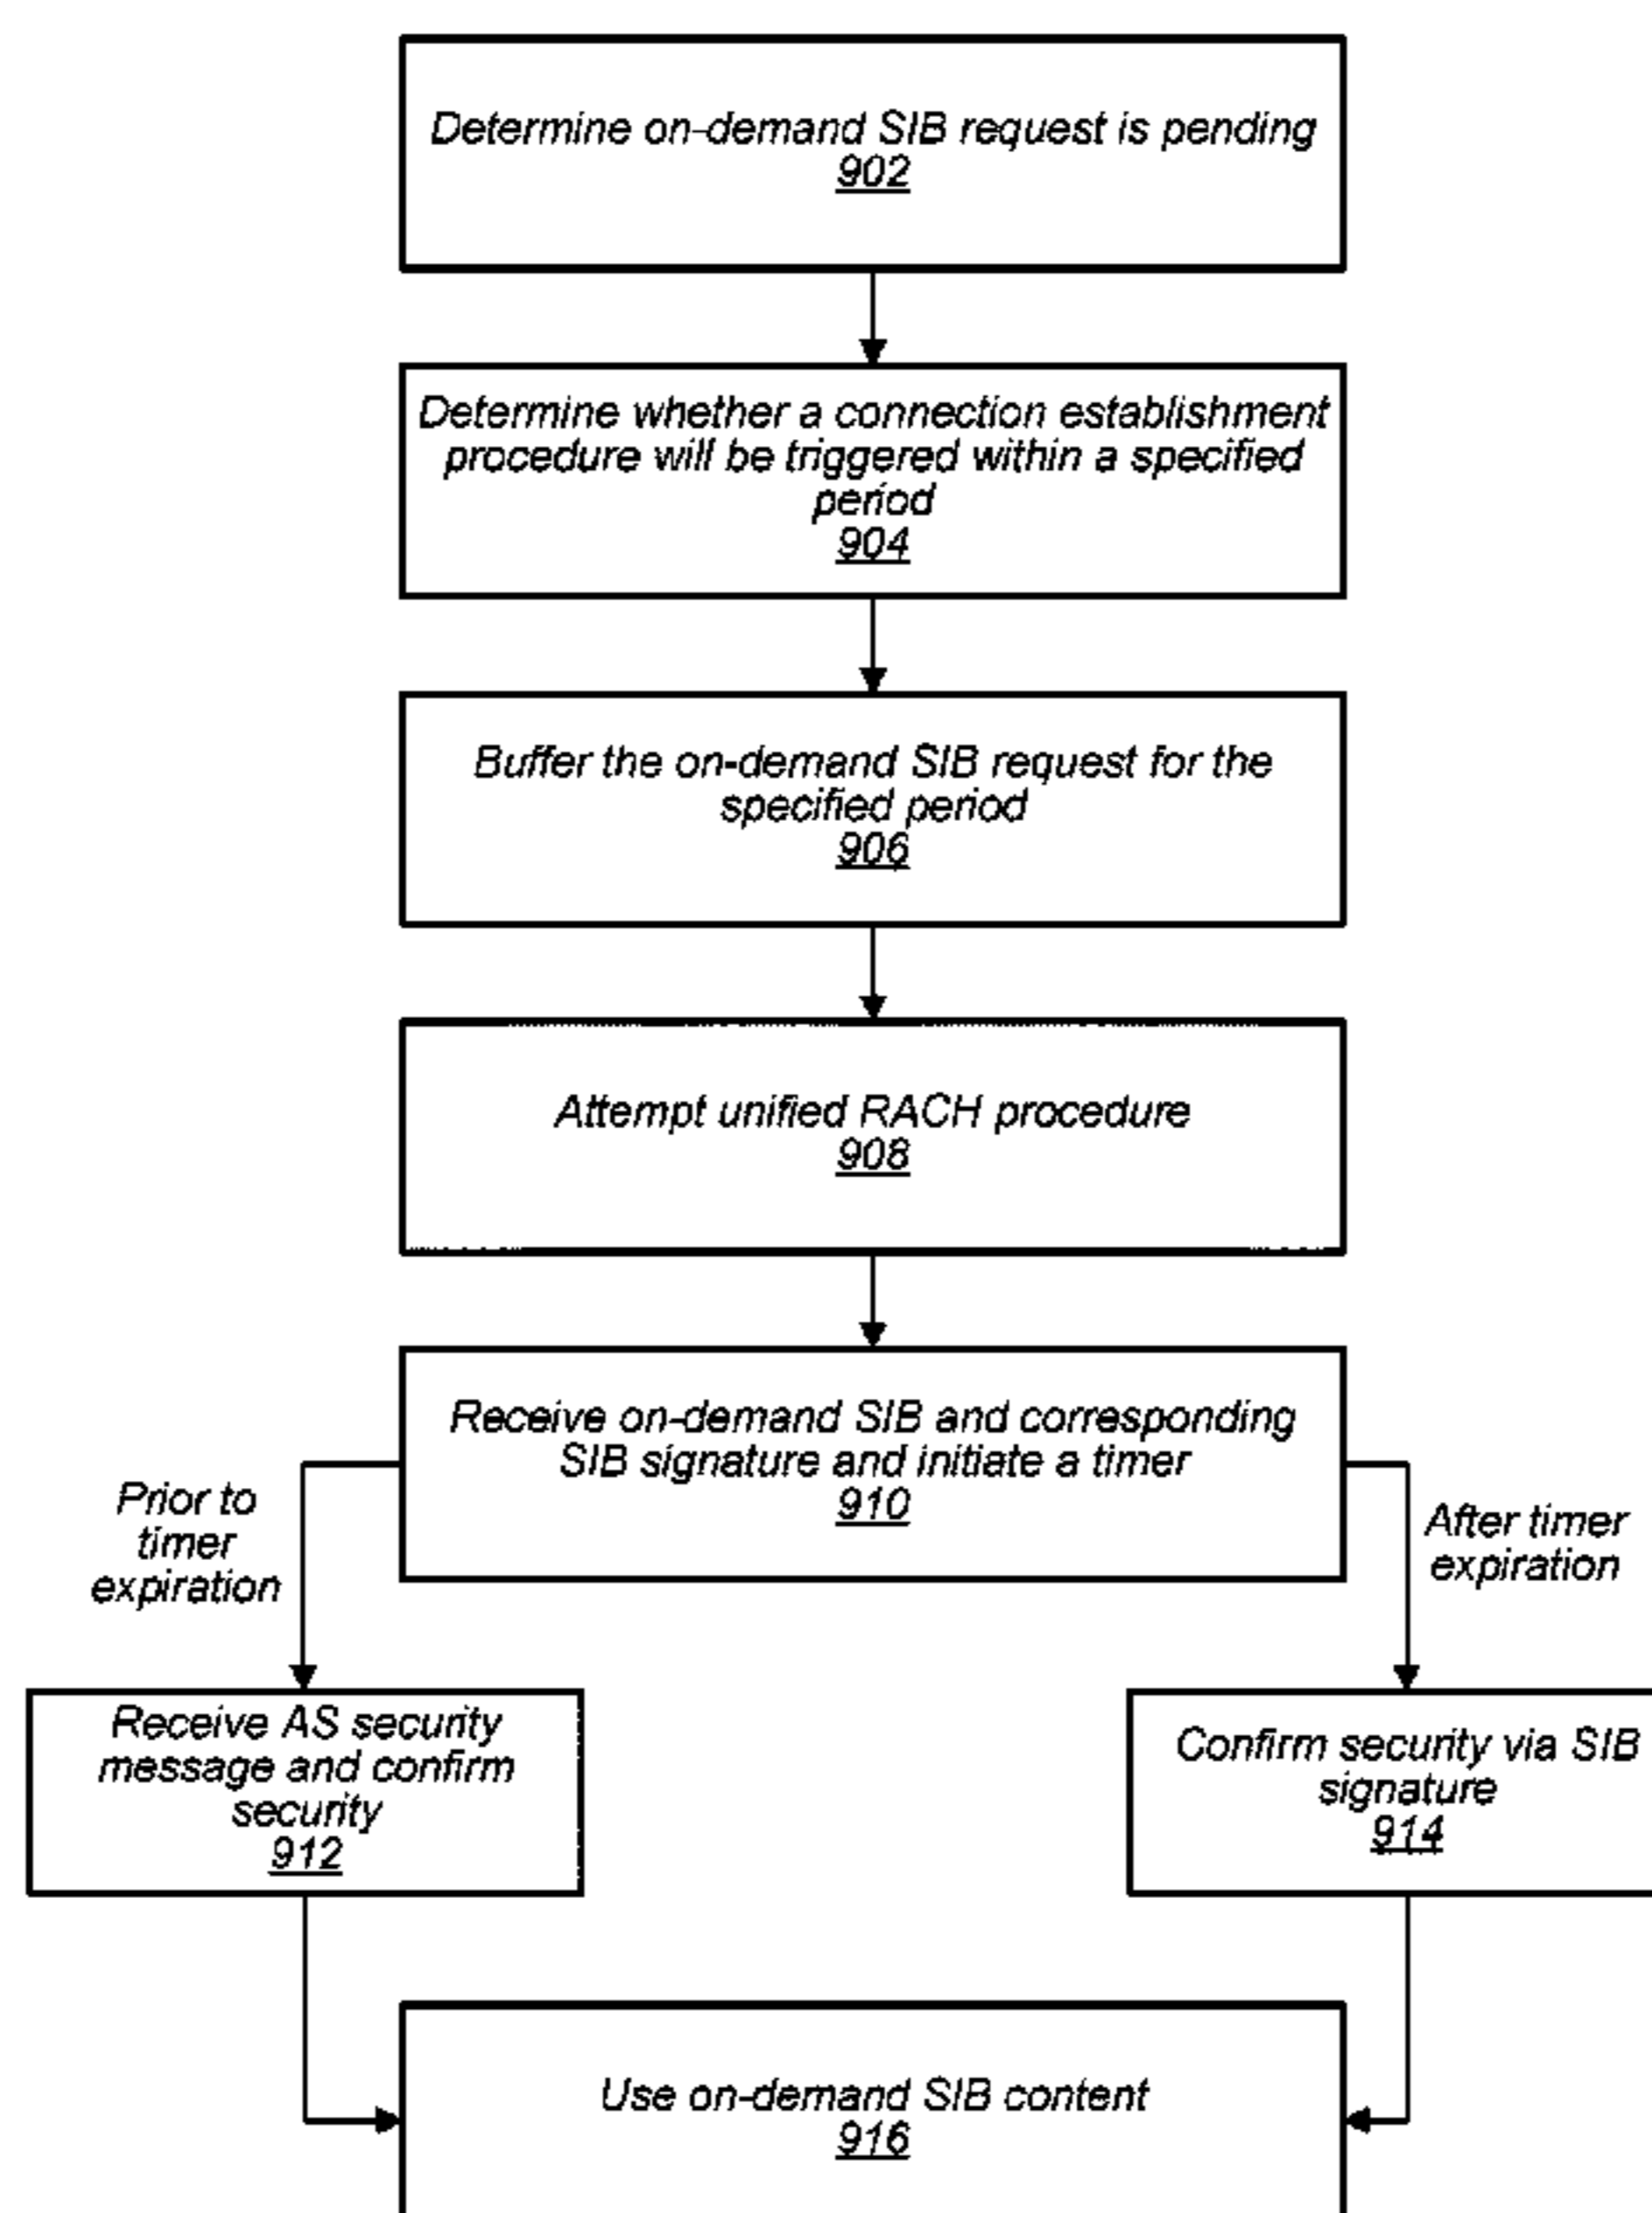 Determine on-demand SIB request is pending
902
Determine whether a connection establishment
procedure will be triggered within a specified
period
904
Buffer the on-demand SIB request for the
specified period
906
Attempt unified RACH procedure
908
Receive on-demand SIB and corresponding
SIB signature and initiate a timer
910
Prior to
timer
expiration
After timer
expiration
Receive AS security
message and confirm
security
912
Confirm security via SIB
signature
914
Use on-demand SIB content
916